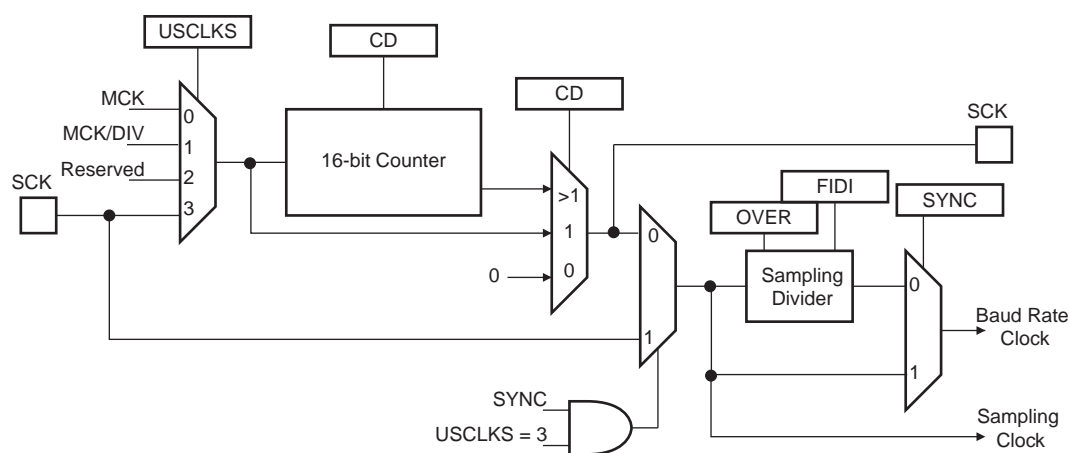 USCLKS
CD
CD
MCK
0
MCK/DIV
1
16-bit Counter
Reserved
2
SCK
3
>1
1
0
0
SCK
FIDI
OVER
SYNC
0
1
Sampling
Divider
0
1
Baud Rate
Clock
SYNC
USCLKS = 3
Sampling
Clock